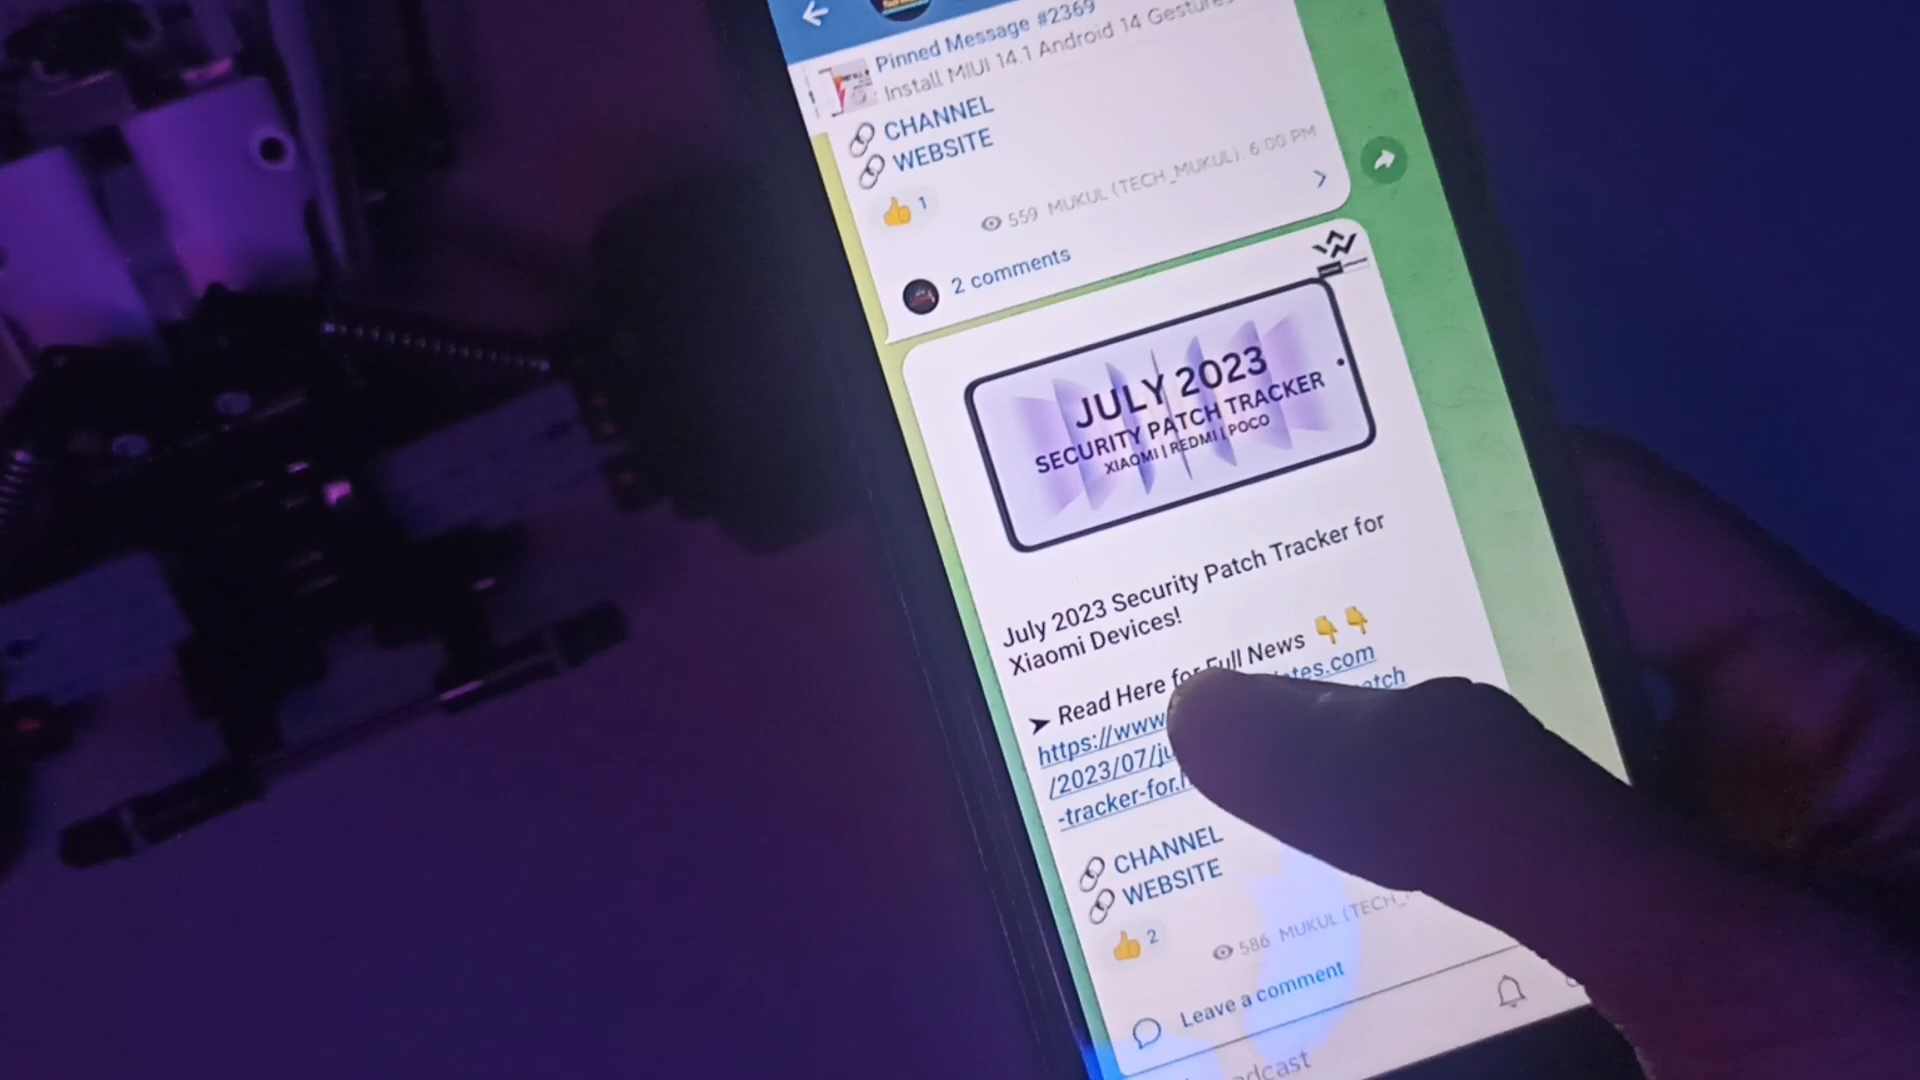 Pinned Message #2369
Install MIUI 14.1 Android 14 Gestures
CHANNEL
WEBSITE
1
559 MUKUL (TECH_MUKUL), 6:00 PM
2 comments
JULY 2023
SECURITY PATCH TRACKER
XIAOMI | REDMI | POCO
July 2023 Security Patch Tracker for
Xiaomi Devices!
➤ Read Here for Full News 👇👇
https://www tes.com
/2023/07/ju atch
-tracker-for.
CHANNEL
WEBSITE
2
586 MUKUL (TECH_
Leave a comment
dcast